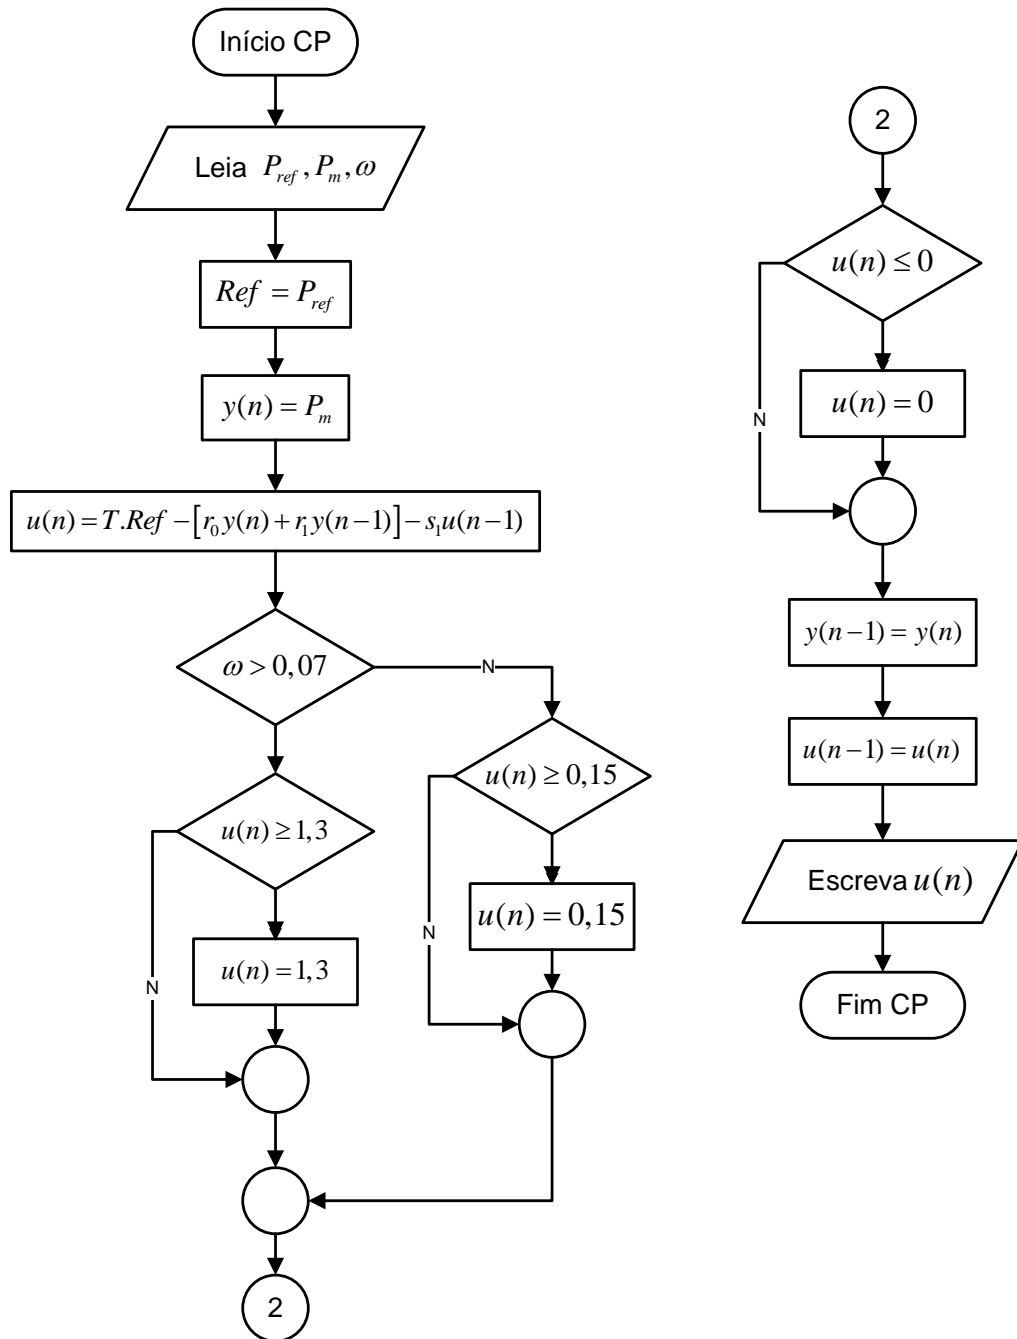 Início CP
Leia P_ref, P_m, ω
Ref = P_ref
y(n) = P_m
u(n) = T.Ref − [r_0 y(n) + r_1 y(n−1)] − s_1 u(n−1)
ω > 0,07
N
u(n) ≥ 0,15
u(n) ≥ 1,3
N
u(n) = 0,15
u(n) = 1,3
N
2
2
u(n) ≤ 0
u(n) = 0
N
y(n−1) = y(n)
u(n−1) = u(n)
Escreva u(n)
Fim CP